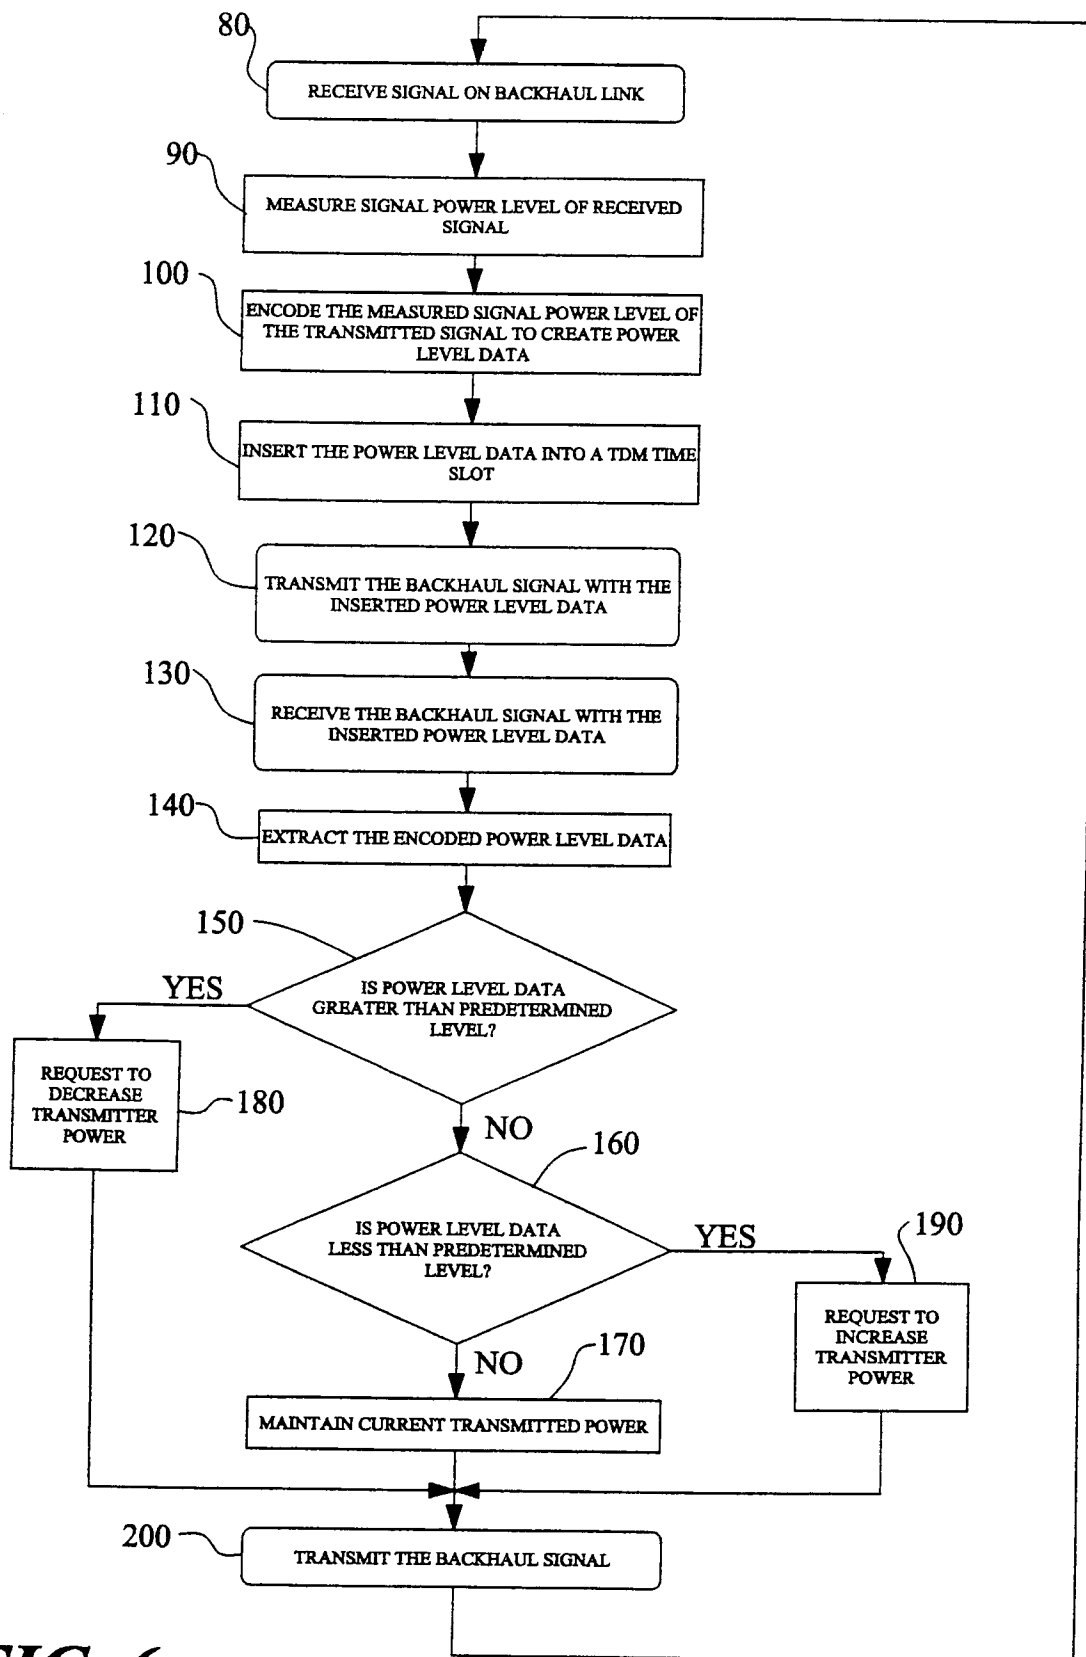 80
RECEIVE SIGNAL ON BACKHAUL LINK
90
MEASURE SIGNAL POWER LEVEL OF RECEIVED
SIGNAL
100
ENCODE THE MEASURED SIGNAL POWER LEVEL OF
THE TRANSMITTED SIGNAL TO CREATE POWER
LEVEL DATA
110
INSERT THE POWER LEVEL DATA INTO A TDM TIME
SLOT
120
TRANSMIT THE BACKHAUL SIGNAL WITH THE
INSERTED POWER LEVEL DATA
130
RECEIVE THE BACKHAUL SIGNAL WITH THE
INSERTED POWER LEVEL DATA
140
EXTRACT THE ENCODED POWER LEVEL DATA
150
IS POWER LEVEL DATA
GREATER THAN PREDETERMINED
LEVEL?
YES
REQUEST TO
DECREASE
TRANSMITTER
POWER
180
NO
160
IS POWER LEVEL DATA
LESS THAN PREDETERMINED
LEVEL?
YES
190
REQUEST TO
INCREASE
TRANSMITTER
POWER
NO
170
MAINTAIN CURRENT TRANSMITTED POWER
200
TRANSMIT THE BACKHAUL SIGNAL